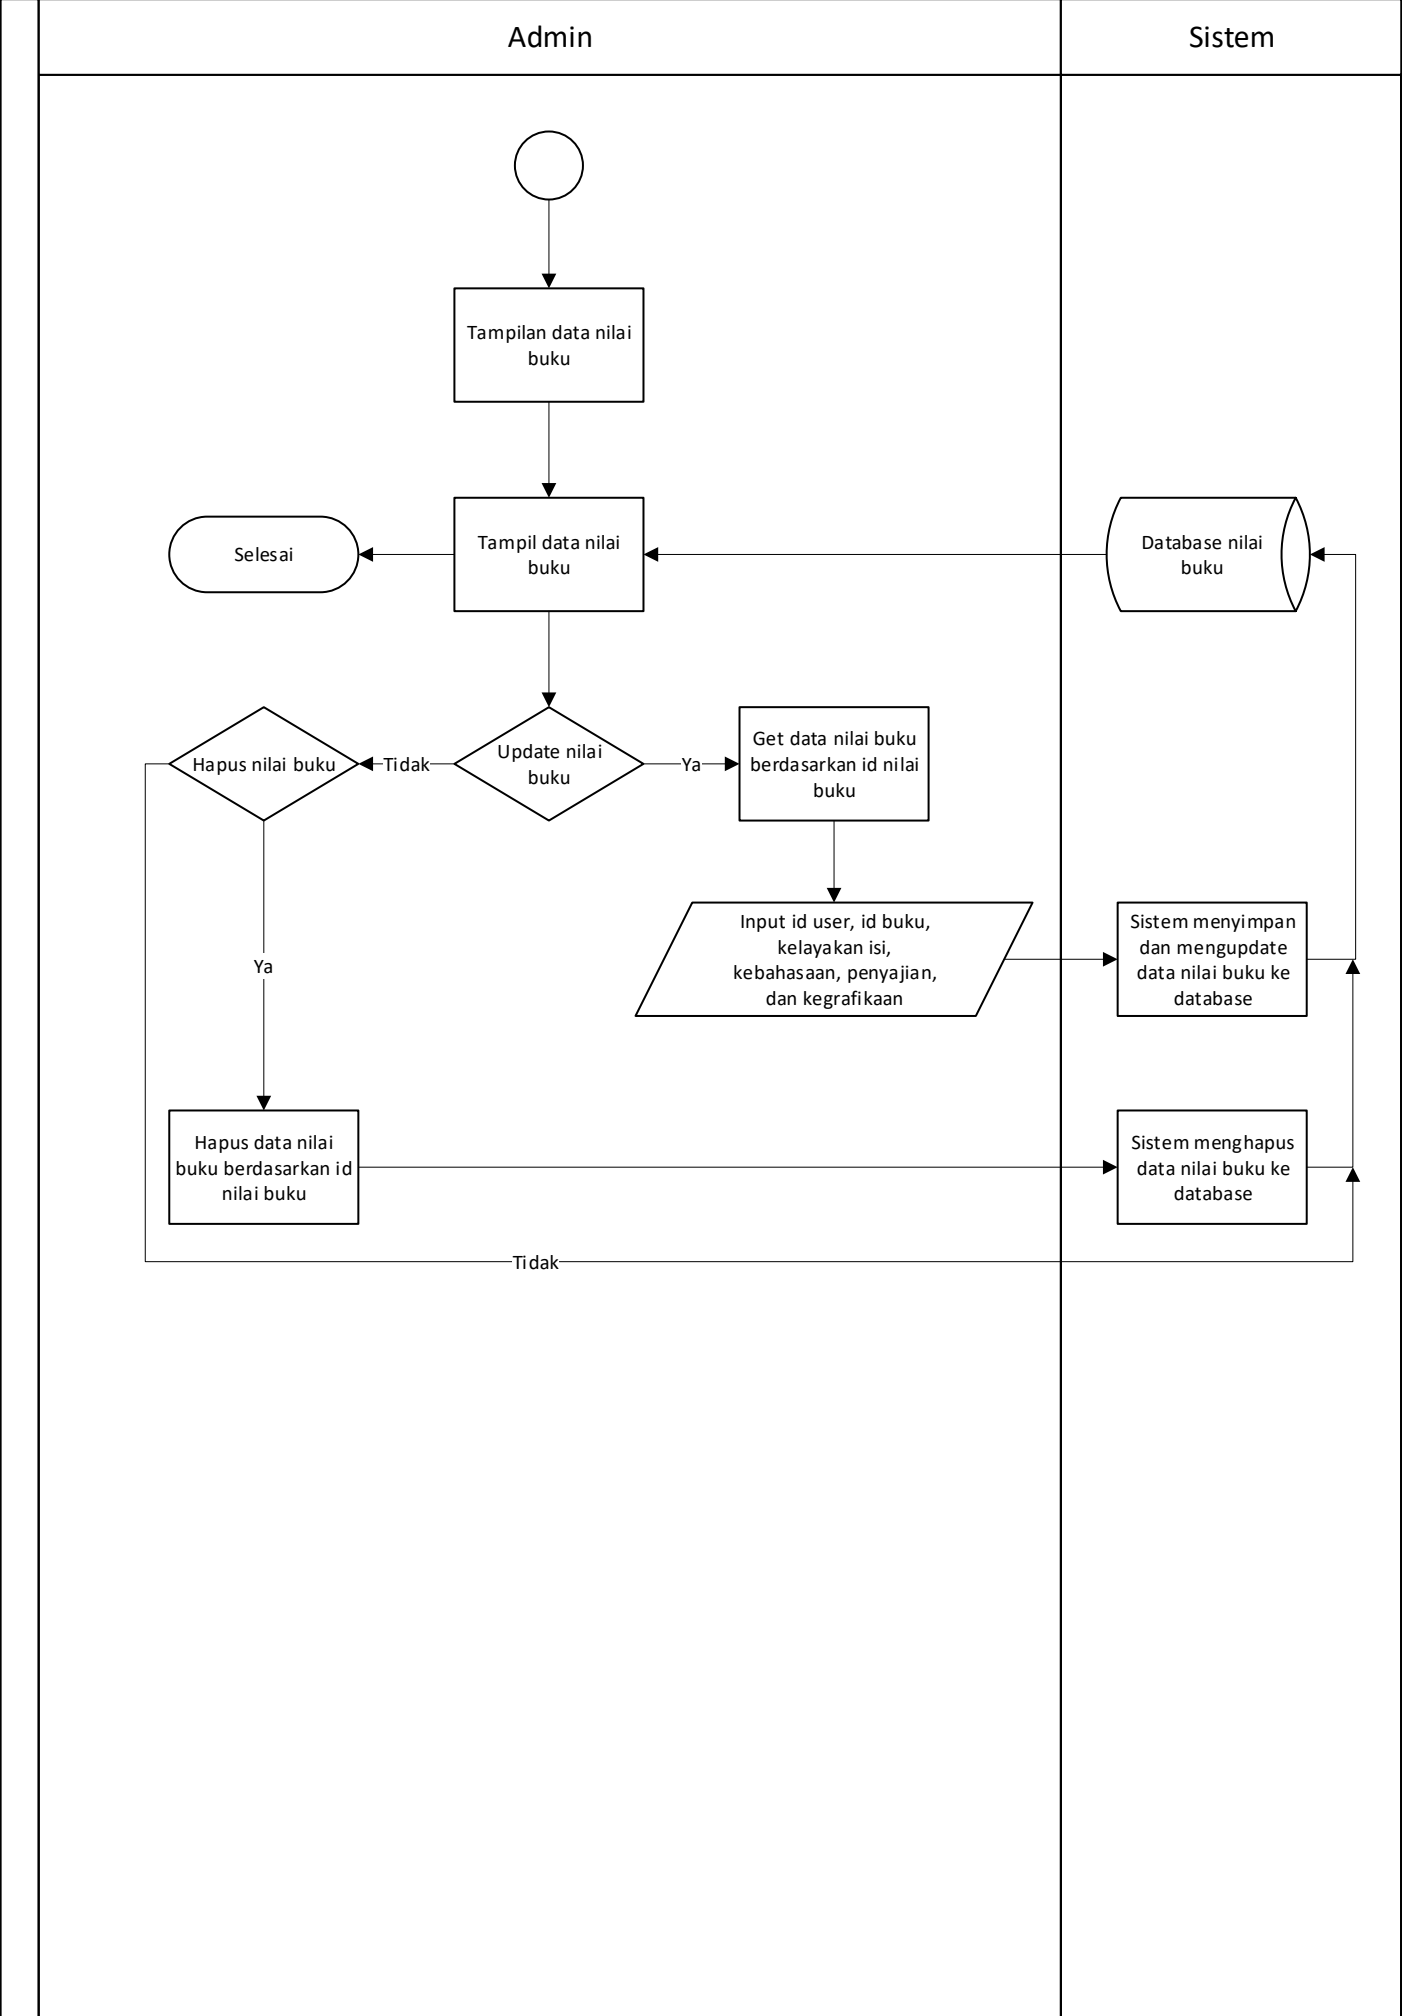 Admin
Sistem
Tampilan data nilai
buku
Selesai
Tampil data nilai
buku
Database nilai
buku
Hapus nilai buku
Tidak
Update nilai
buku
Ya
Get data nilai buku
berdasarkan id nilai
buku
Ya
Input id user, id buku,
kelayakan isi,
kebahasaan, penyajian,
dan kegrafikaan
Sistem menyimpan
dan mengupdate
data nilai buku ke
database
Hapus data nilai
buku berdasarkan id
nilai buku
Sistem menghapus
data nilai buku ke
database
Tidak